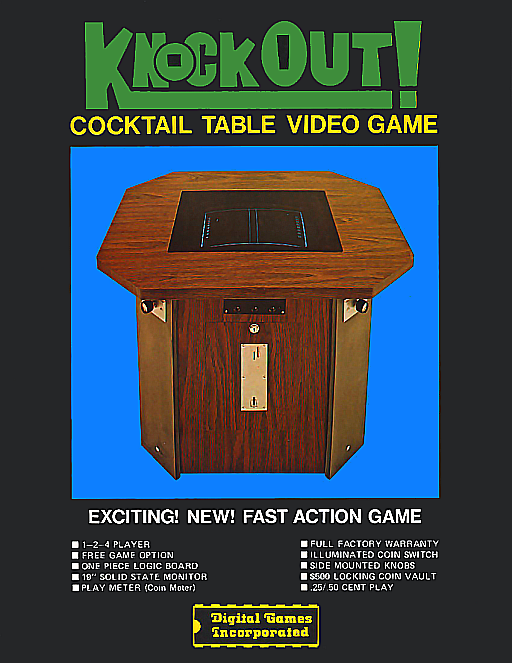 KNOCKOUT!
COCKTAIL TABLE VIDEO GAME
EXCITING! NEW! FAST ACTION GAME
■ 1-2-4 PLAYER
■ FREE GAME OPTION
■ ONE PIECE LOGIC BOARD
■ 19" SOLID STATE MONITOR
■ PLAY METER (Coin Meter)
■ FULL FACTORY WARRANTY
■ ILLUMINATED COIN SWITCH
■ SIDE MOUNTED KNOBS
■ $500 LOCKING COIN VAULT
■ .25/.50 CENT PLAY
Digital Games
Incorporated